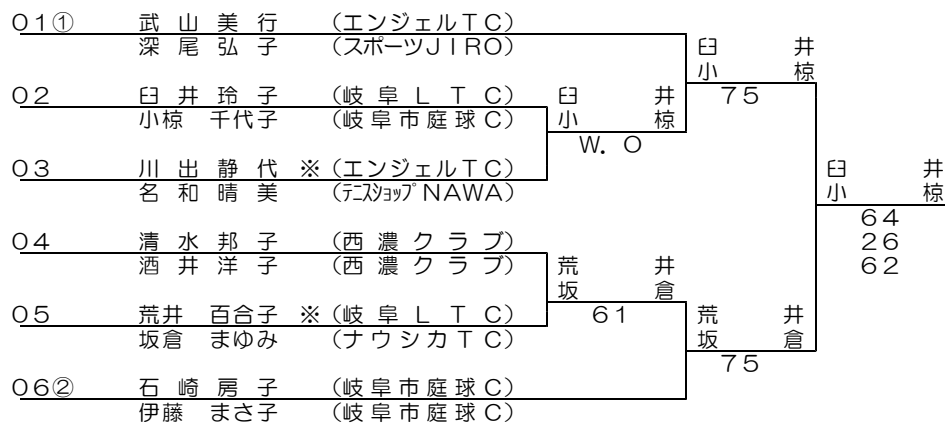 01① 武山美行 (エンジェルTC)
深尾弘子 (スポーツJIRO)
臼井
小椋
75
02 臼井玲子 (岐阜LTC)
小椋 千代子 (岐阜市庭球C)
臼井
小椋
W.O
03 川出静代 ※(エンジェルTC)
名和晴美 (テニスショップNAWA)
臼井
小椋
64
26
62
04 清水邦子 (西濃クラブ)
酒井洋子 (西濃クラブ)
荒井
坂倉
61
05 荒井 百合子 ※(岐阜LTC)
坂倉 まゆみ (ナウシカTC)
荒井
坂倉
75
06② 石崎房子 (岐阜市庭球C)
伊藤 まさ子 (岐阜市庭球C)